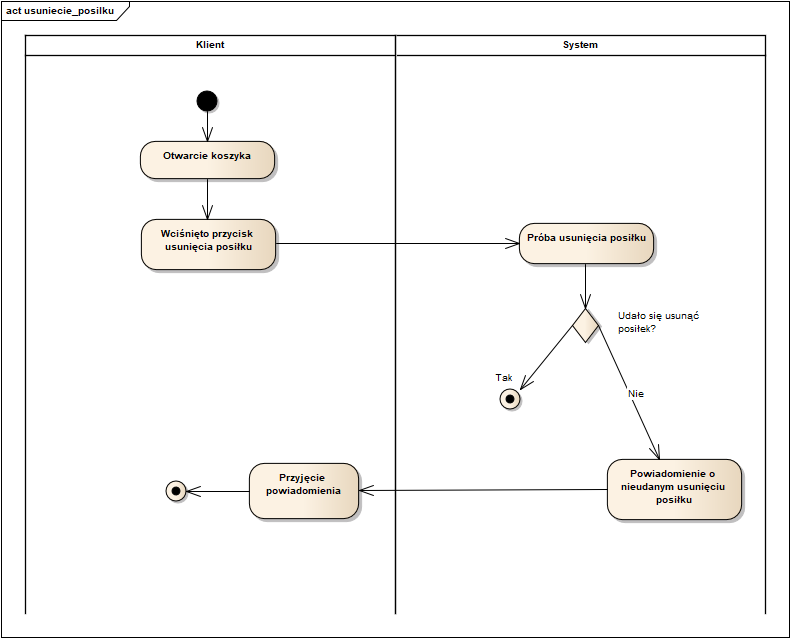 act usuniecie_posilku
Klient
System
Otwarcie koszyka
Wciśnięto przycisk
usunięcia posiłku
Próba usunięcia posiłku
Udało się usunąć
posiłek?
Tak
Nie
Przyjęcie
powiadomienia
Powiadomienie o
nieudanym usunięciu
posiłku